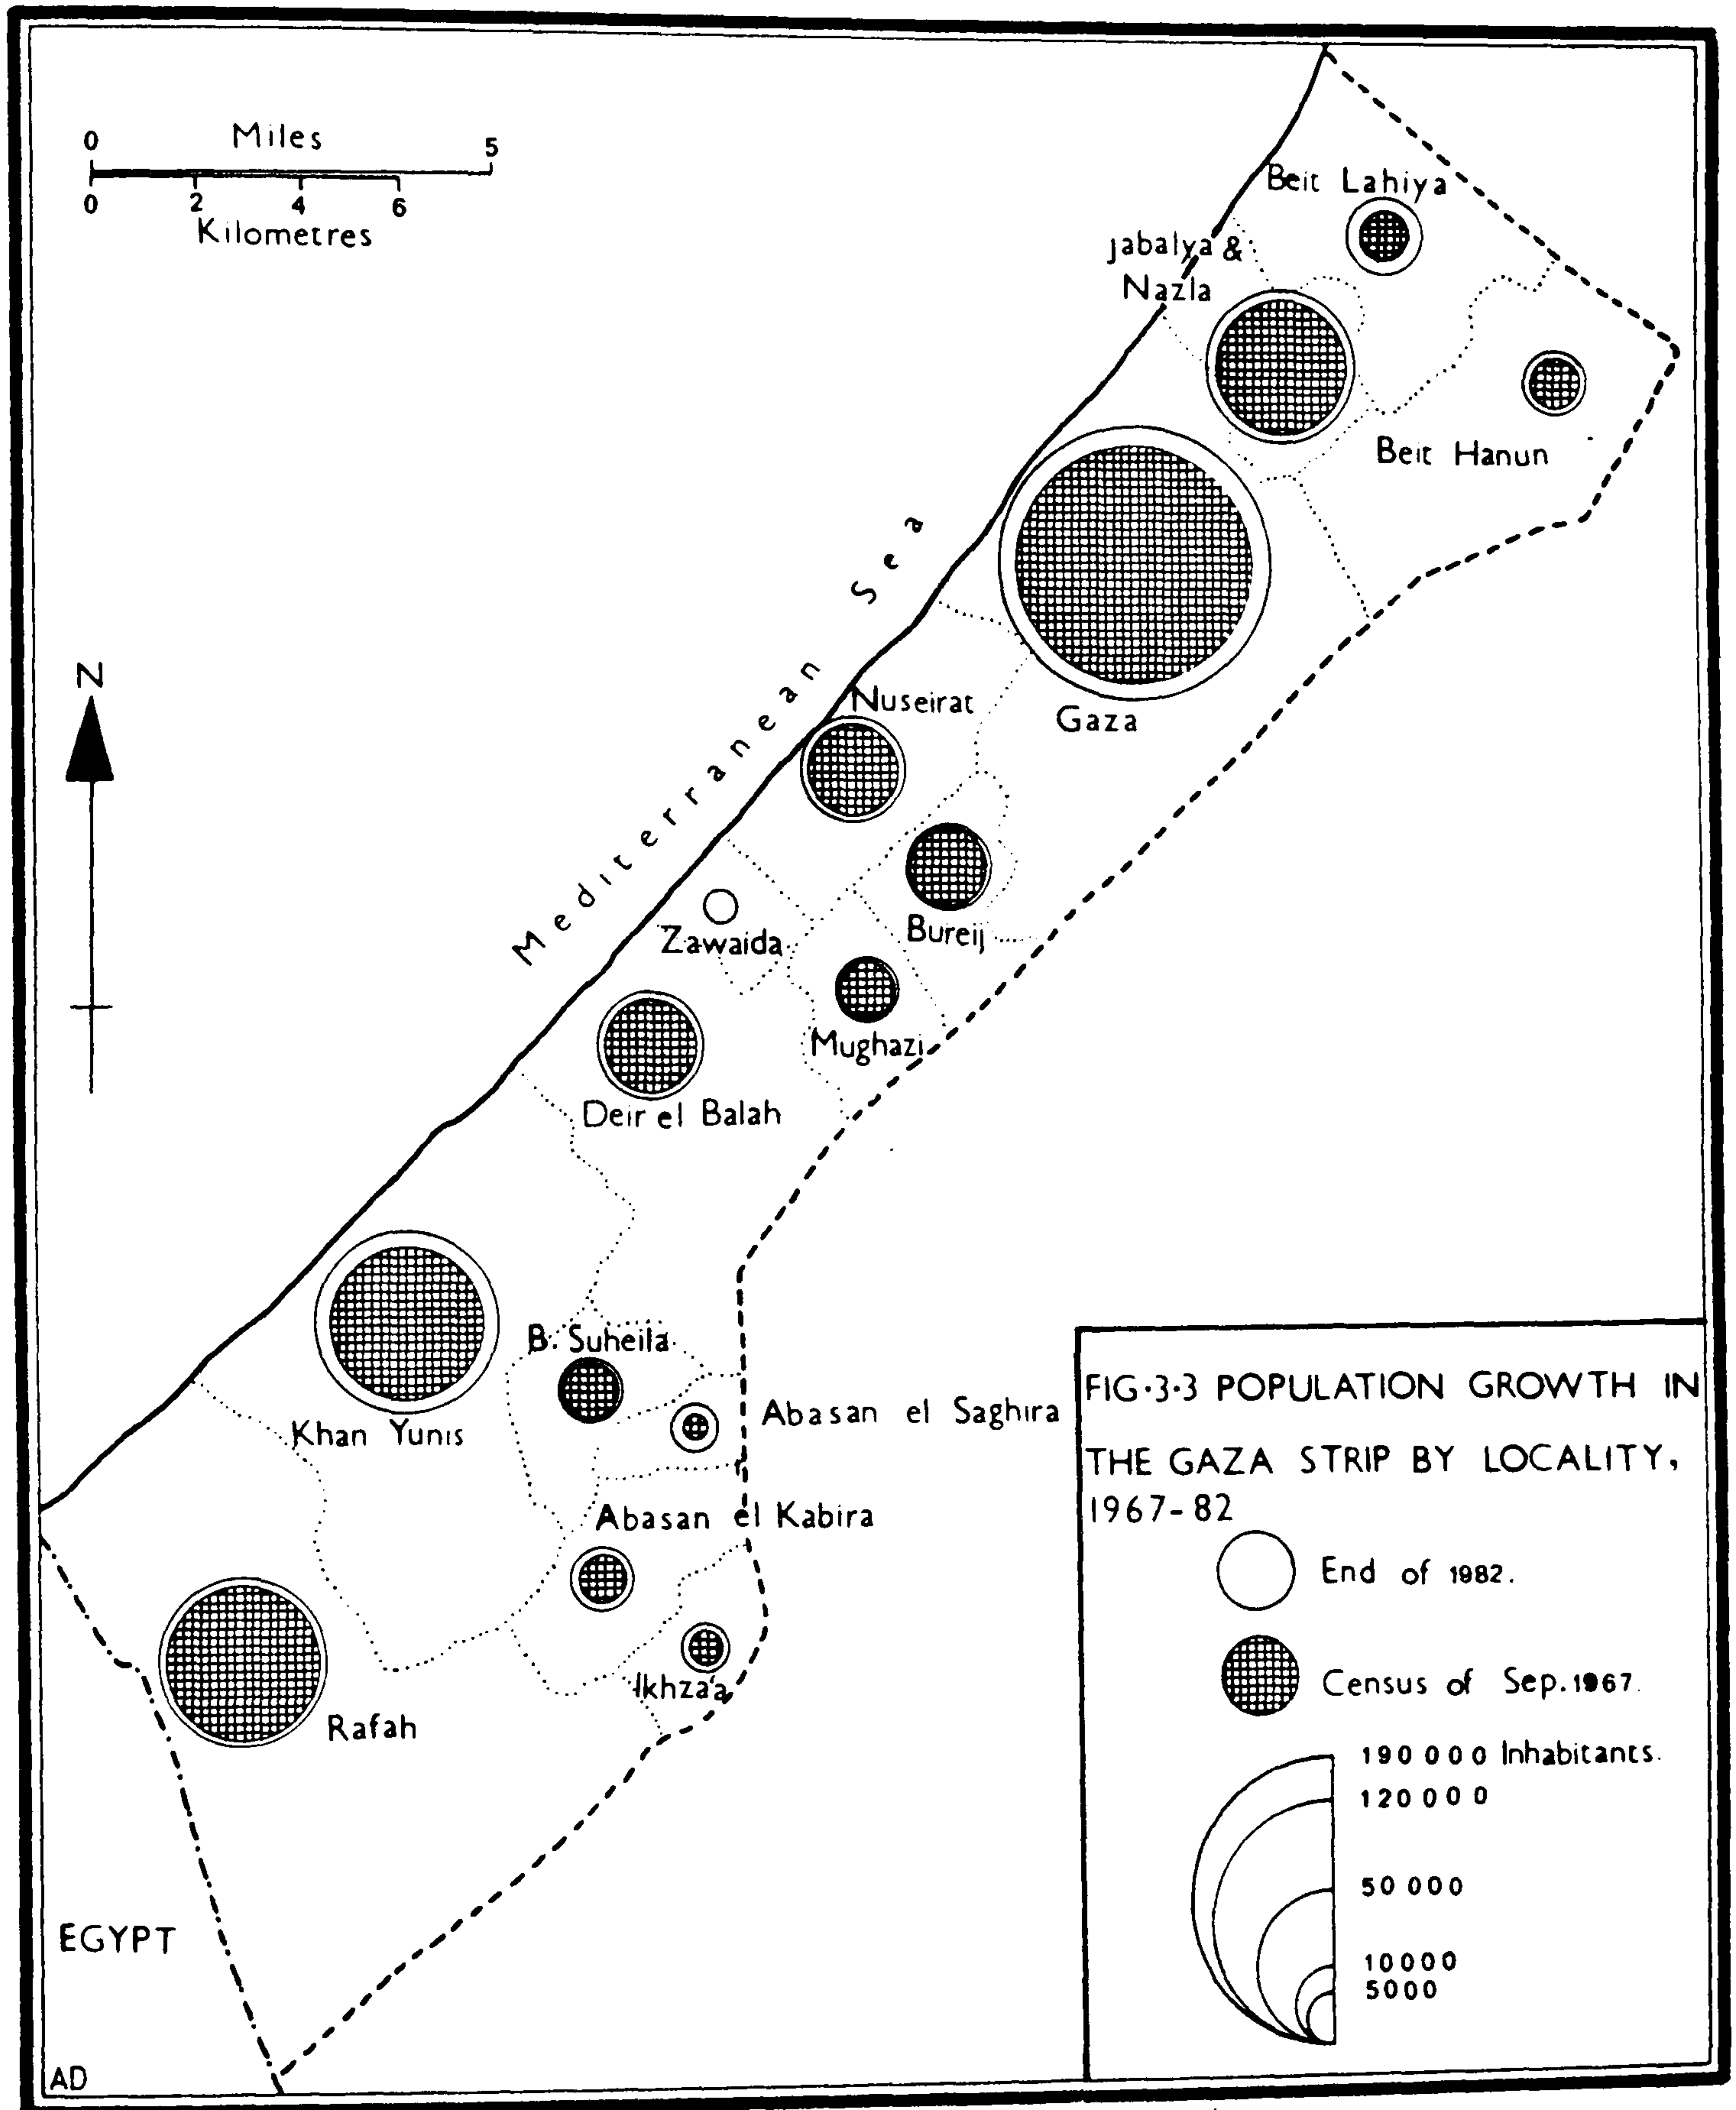 0 Miles 5
0 2 4 6
Kilometres
Beit Lahiya
Jabalya &
Nazla
Beit Hanun
Mediterranean Sea
N
Nuseirat
Gaza
Zawaida
Bureij
Mughazi
Deir el Balah
B. Suheila
Khan Yunis
Abasan el Saghira
Abasan el Kabira
Ikhza'a
Rafah
EGYPT
AD
FIG·3·3 POPULATION GROWTH IN
THE GAZA STRIP BY LOCALITY,
1967-82
End of 1982.
Census of Sep. 1967.
190 000 Inhabitants.
120 000
50 000
10000
5000